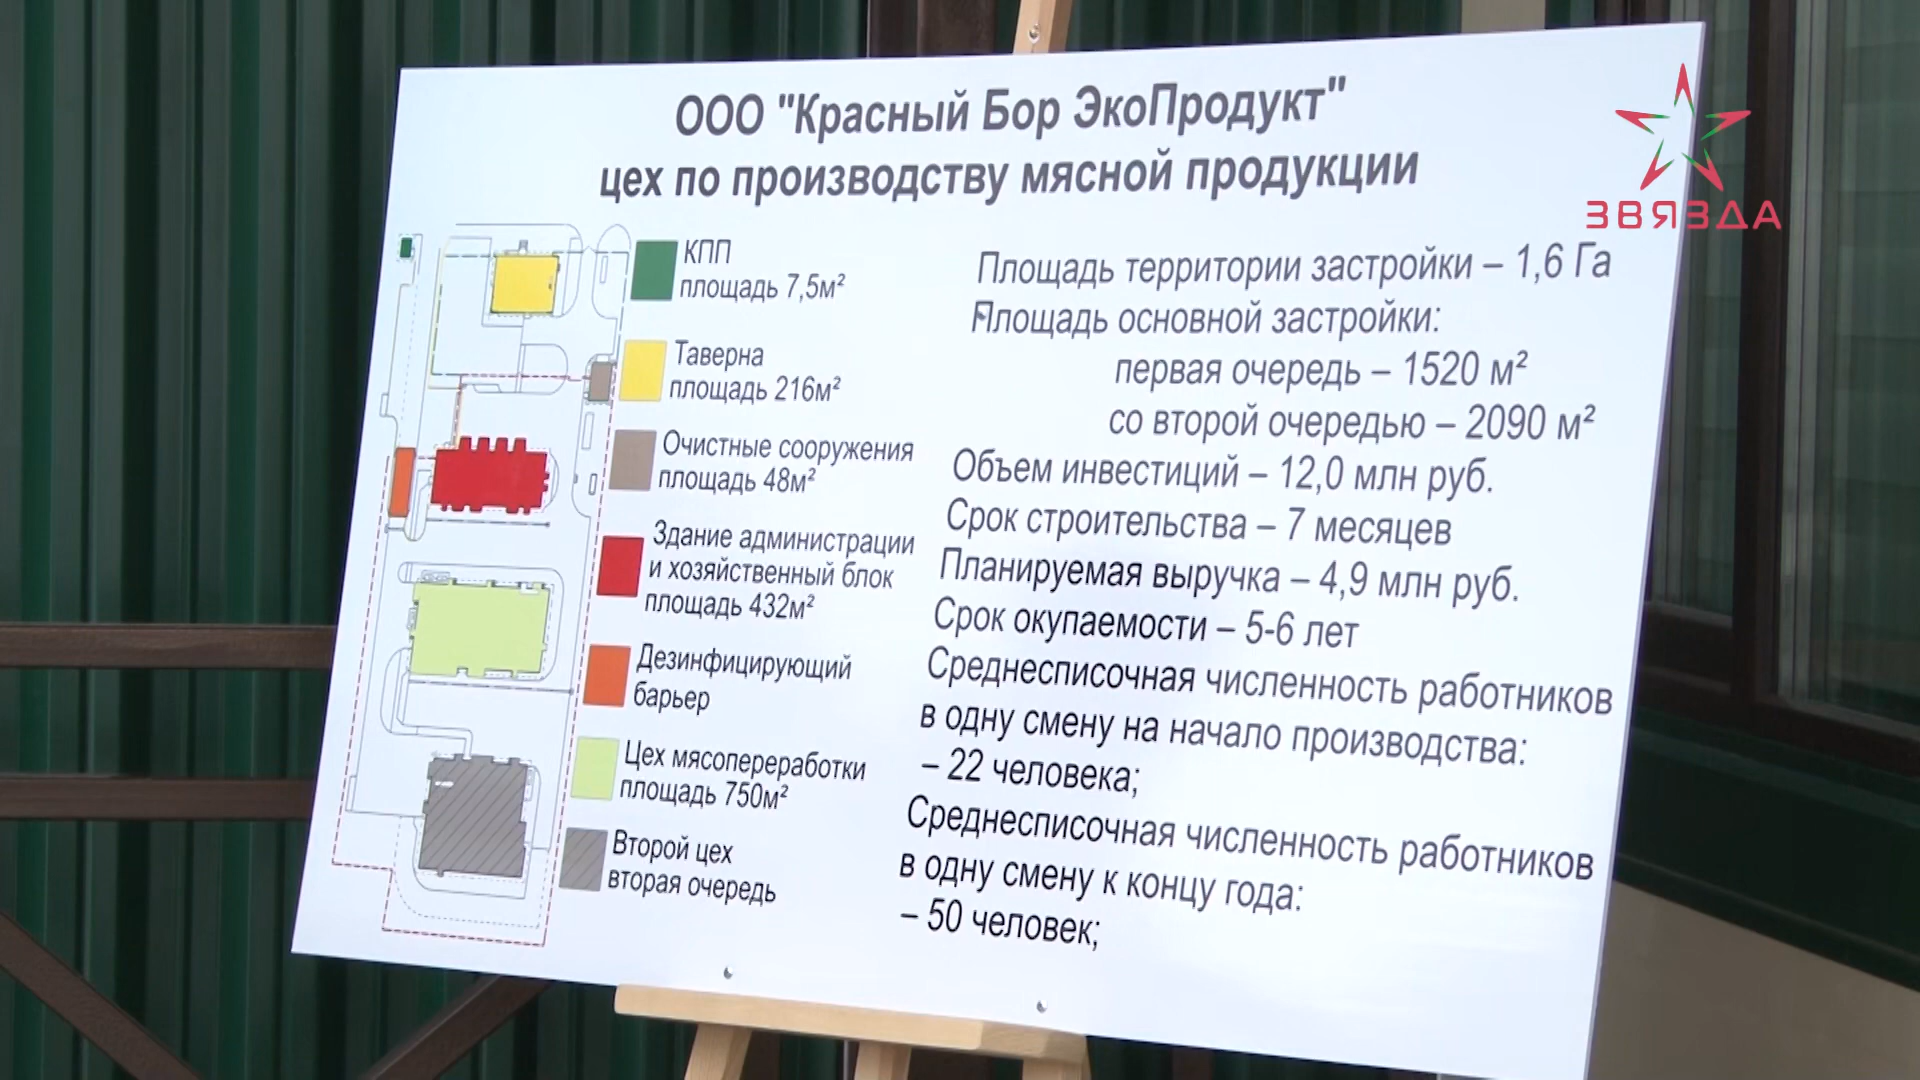 ООО "Красный Бор ЭкоПродукт"
цех по производству мясной продукции
ЗВЯЗДА
КПП
площадь 7,5м²
Таверна
площадь 216м²
Очистные сооружения
площадь 48м²
Здание администрации
и хозяйственный блок
площадь 432м²
Дезинфицирующий
барьер
Цех мясопереработки
площадь 750м²
Второй цех
вторая очередь
Площадь территории застройки – 1,6 Га
Площадь основной застройки:
первая очередь – 1520 м²
со второй очередью – 2090 м²
Объем инвестиций – 12,0 млн руб.
Срок строительства – 7 месяцев
Планируемая выручка – 4,9 млн руб.
Срок окупаемости – 5-6 лет
Среднесписочная численность работников
в одну смену на начало производства:
– 22 человека;
Среднесписочная численность работников
в одну смену к концу года:
– 50 человек;